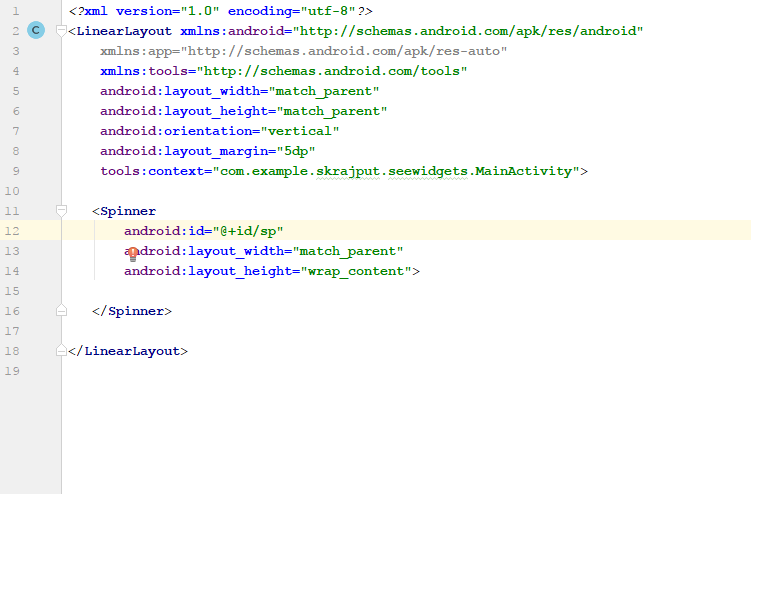 1 <?xml version="1.0" encoding="utf-8"?>
2 C <LinearLayout xmlns:android="http://schemas.android.com/apk/res/android"
3 xmlns:app="http://schemas.android.com/apk/res-auto"
4 xmlns:tools="http://schemas.android.com/tools"
5 android:layout_width="match_parent"
6 android:layout_height="match_parent"
7 android:orientation="vertical"
8 android:layout_margin="5dp"
9 tools:context="com.example.skrajput.seewidgets.MainActivity">
10
11 <Spinner
12 android:id="@+id/sp"
13 android:layout_width="match_parent"
14 android:layout_height="wrap_content">
15
16 </Spinner>
17
18 </LinearLayout>
19